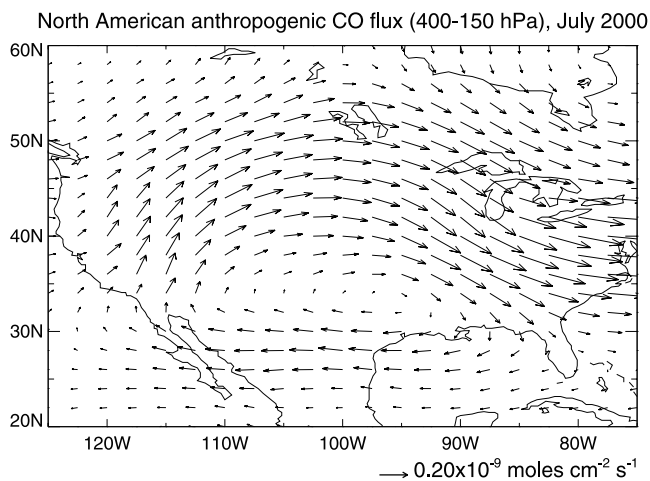 North American anthropogenic CO flux (400-150 hPa), July 2000
60N
50N
40N
30N
20N
120W 110W 100W 90W 80W
0.20x10⁻⁹ moles cm⁻² s⁻¹